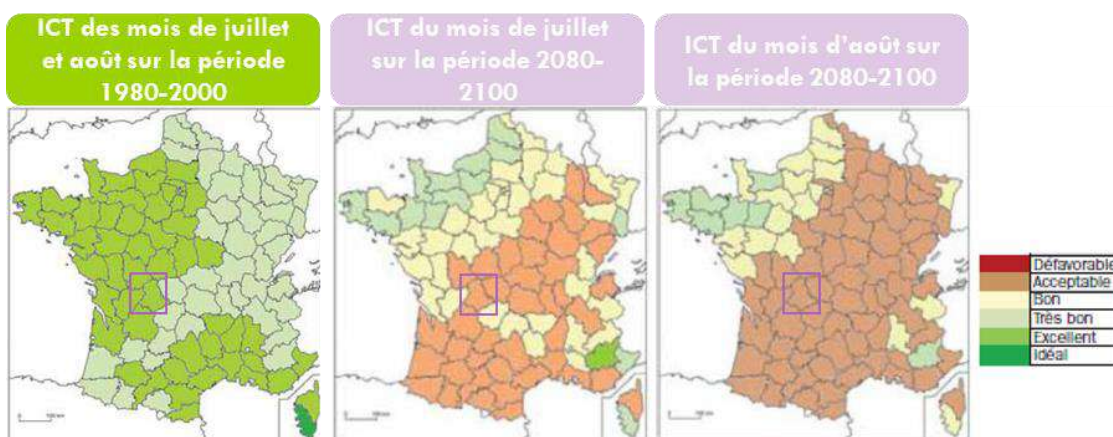 ICT des mois de juillet
et août sur la période
1980-2000
ICT du mois de juillet
sur la période 2080-
2100
ICT du mois d'août sur
la période 2080-2100
Défavorable
Acceptable
Bon
Très bon
Excellent
Idéal